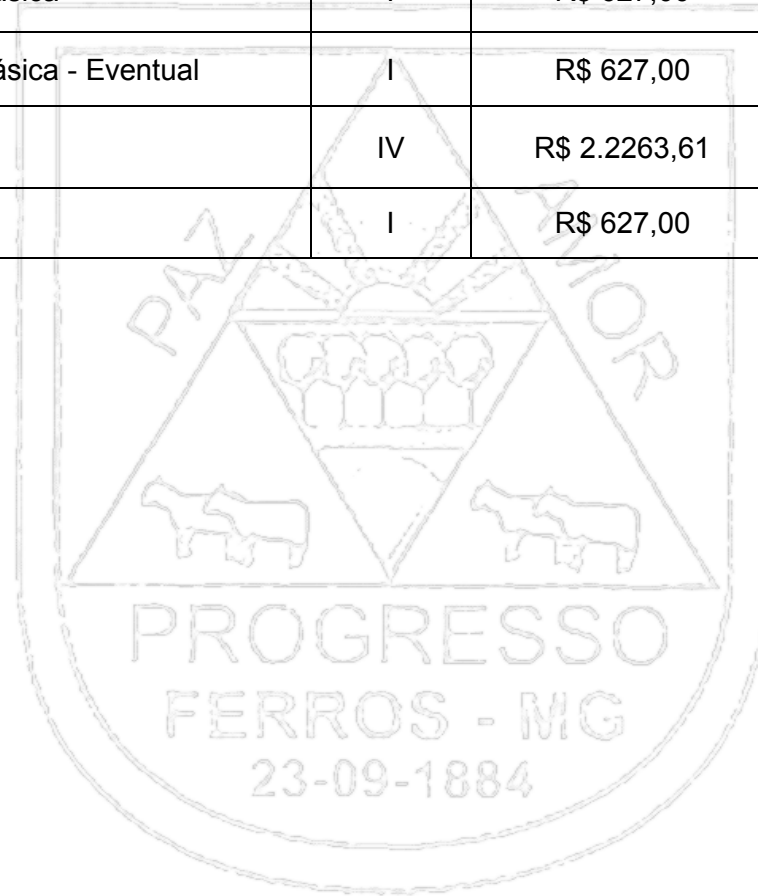 ásica - Eventual I R$ 627,00
IV R$ 2.2263,61
I R$ 627,00
PAZ AMOR
PROGRESSO
FERROS - MG
23-09-1884